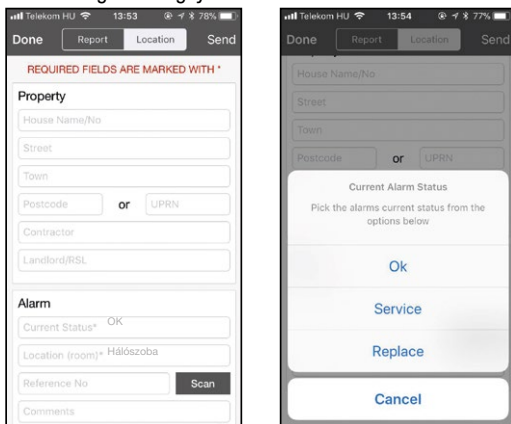 Telekom HU 13:53 78%
Done Report Location Send
REQUIRED FIELDS ARE MARKED WITH *
Property
House Name/No
Street
Town
Postcode or UPRN
Contractor
Landlord/RSL
Alarm
Current Status* OK
Location (room)* Hálószoba
Reference No Scan
Comments
Telekom HU 13:54 77%
Done Report Location Send
House Name/No
Street
Town
Postcode or UPRN
Current Alarm Status
Pick the alarms current status from the
options below
Ok
Service
Replace
Cancel